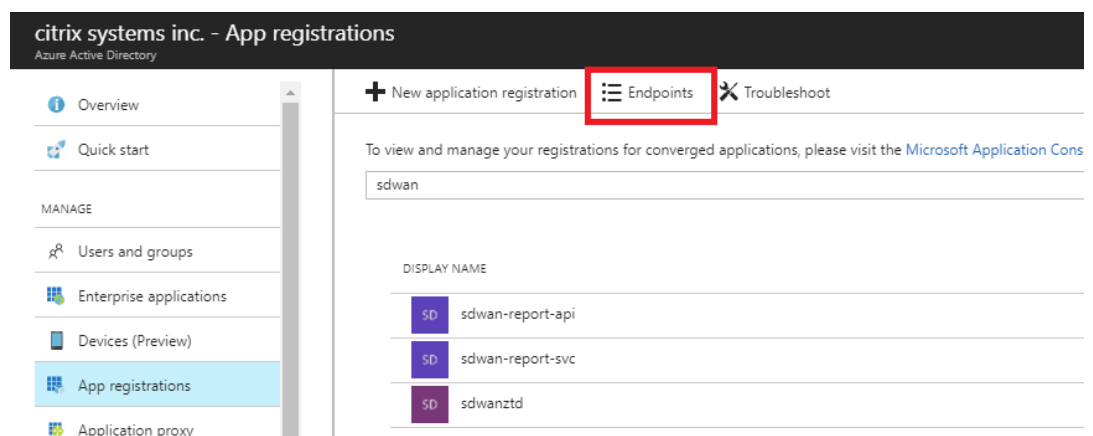 citrix systems inc. - App registrations
Azure Active Directory
Overview
Quick start
MANAGE
Users and groups
Enterprise applications
Devices (Preview)
App registrations
Application proxy
New application registration Endpoints Troubleshoot
To view and manage your registrations for converged applications, please visit the Microsoft Application Cons
sdwan
DISPLAY NAME
SD sdwan-report-api
SD sdwan-report-svc
SD sdwanztd